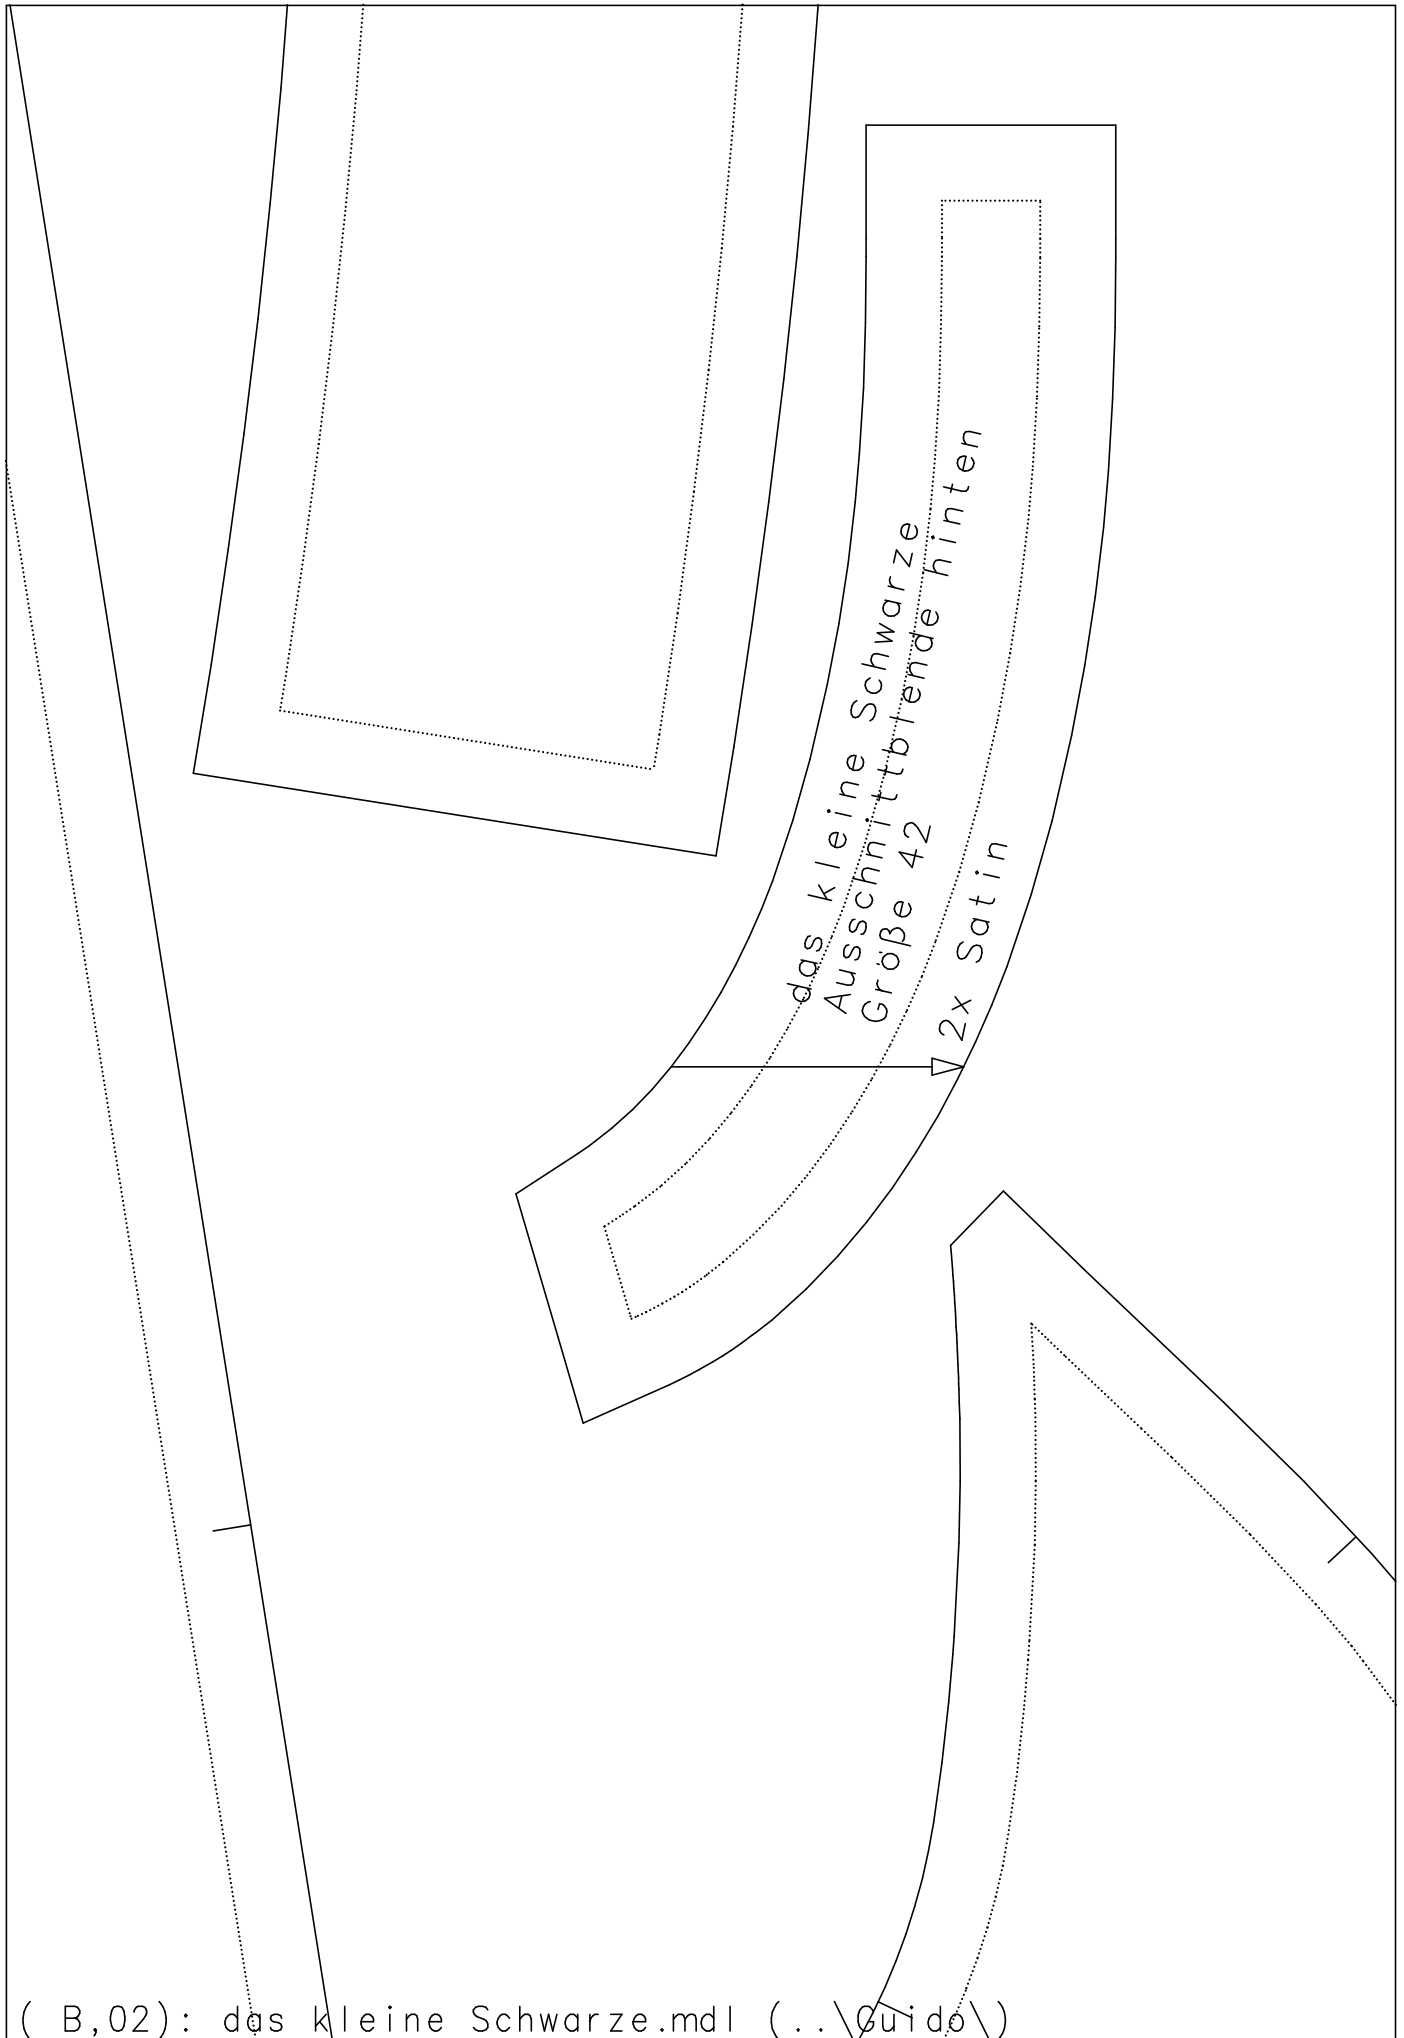 das kleine Schwarze
Ausschnittblende hinten
Größe 42
2x Satin
( B,02): das kleine Schwarze.mdl (..\Guido\)